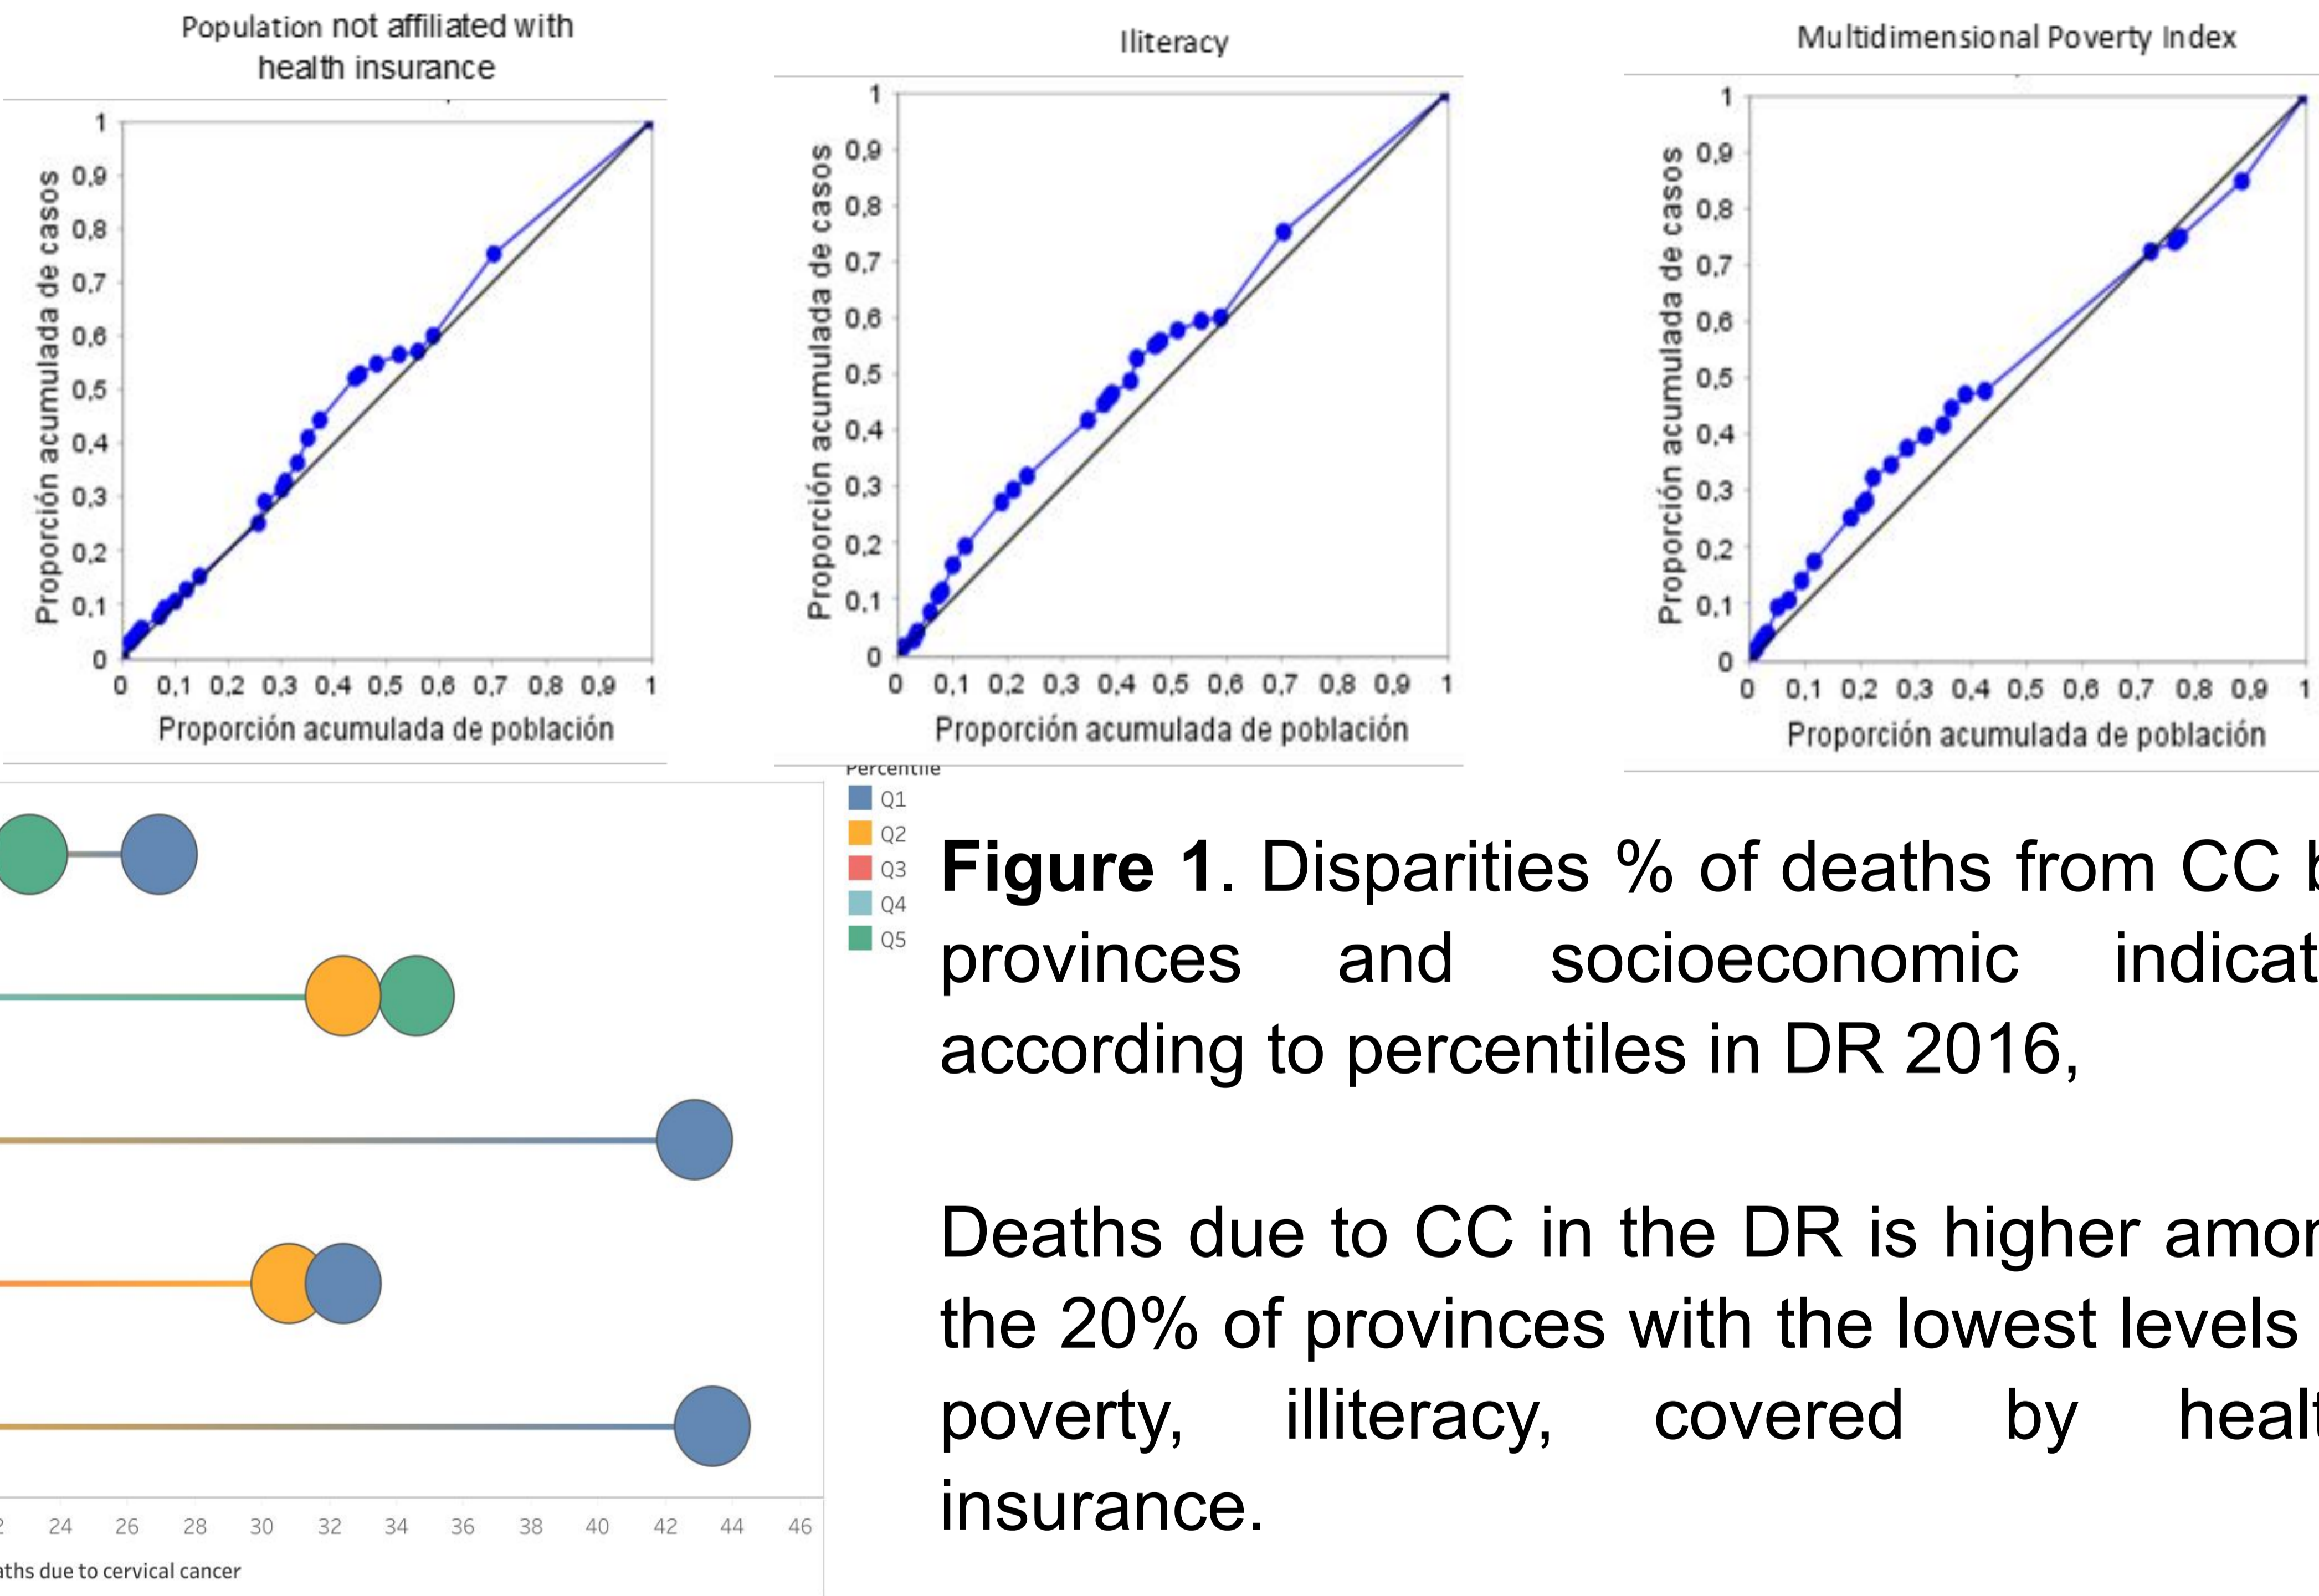 Population not affiliated with
health insurance
1
0,9
0,8
0,7
0,6
0,5
0,4
0,3
0,2
0,1
0
0 0,1 0,2 0,3 0,4 0,5 0,6 0,7 0,8 0,9 1
Proporción acumulada de casos
Proporción acumulada de población
Iliteracy
1
0,9
0,8
0,7
0,6
0,5
0,4
0,3
0,2
0,1
0
0 0,1 0,2 0,3 0,4 0,5 0,6 0,7 0,8 0,9 1
Proporción acumulada de casos
Proporción acumulada de población
Multidimensional Poverty Index
1
0,9
0,8
0,7
0,6
0,5
0,4
0,3
0,2
0,1
0
0 0,1 0,2 0,3 0,4 0,5 0,6 0,7 0,8 0,9 1
Proporción acumulada de casos
Proporción acumulada de población
Percentile
Q1
Q2
Q3
Q4
Q5
24 26 28 30 32 34 36 38 40 42 44 46
due to cervical cancer
Figure 1. Disparities % of deaths from CC
provinces and socioeconomic
according to percentiles in DR 2016,
Deaths due to CC in the DR is higher
the 20% of provinces with the lowest levels
poverty, illiteracy, covered by
insurance.